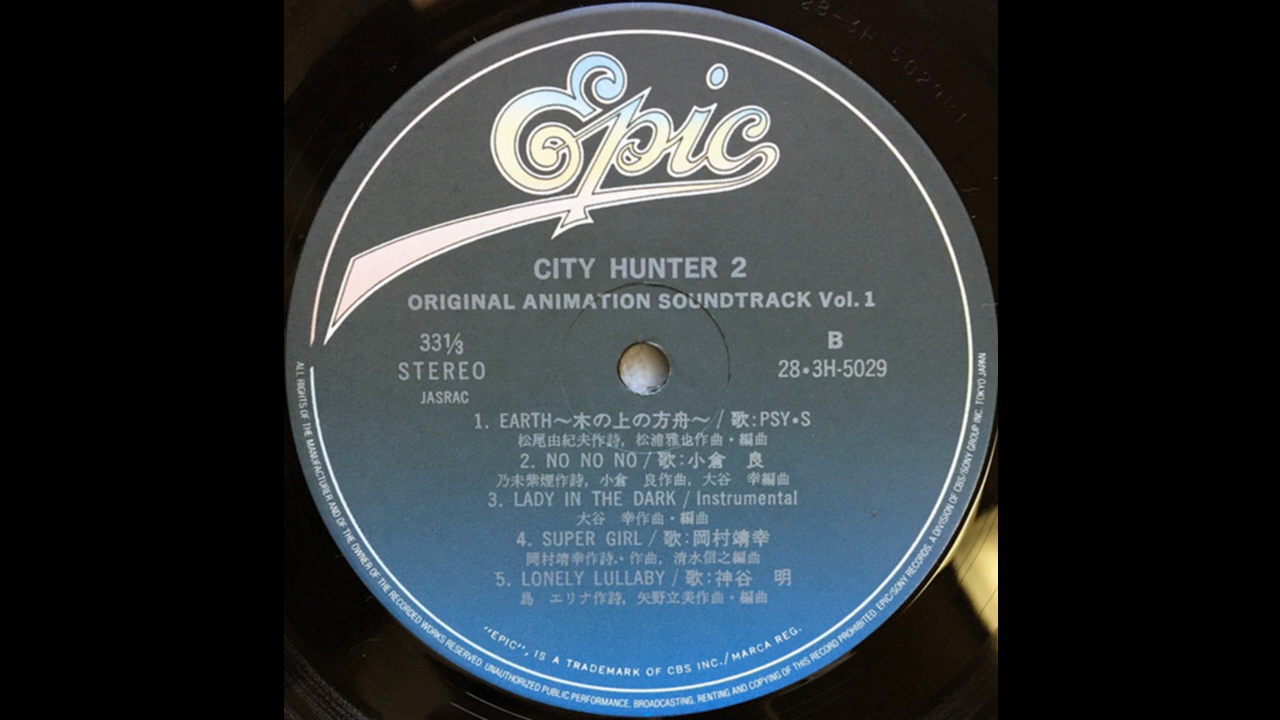 28-3H 5029B1
Epic
CITY HUNTER 2
ORIGINAL ANIMATION SOUNDTRACK Vol.1
33⅓
STEREO
JASRAC
B
28•3H-5029
1. EARTH〜木の上の方舟〜 / 歌:PSY•S
松尾由紀夫作詩, 松浦雅也作曲・編曲
2. NO NO NO / 歌:小倉 良
乃未紫煙作詩, 小倉 良作曲, 大谷 幸編曲
3. LADY IN THE DARK / Instrumental
大谷 幸作曲・編曲
4. SUPER GIRL / 歌:岡村靖幸
岡村靖幸作詩・作曲, 清水信之編曲
5. LONELY LULLABY / 歌:神谷 明
島 エリナ作詩, 矢野立美作曲・編曲
"EPIC", IS A TRADEMARK OF CBS INC./MARCA REG.
ALL RIGHTS OF THE MANUFACTURER AND OF THE OWNER OF THE RECORDED WORKS RESERVED. UNAUTHORIZED PUBLIC PERFORMANCE, BROADCASTING, RENTING AND COPYING OF THIS RECORD PROHIBITED. EPIC/SONY RECORDS. A DIVISION OF CBS/SONY GROUP INC. TOKYO JAPAN